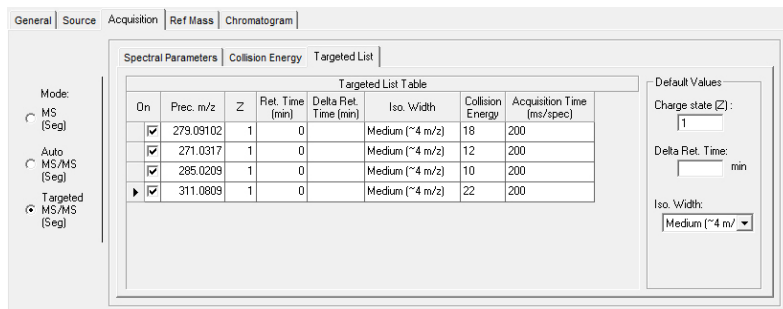 General Source Acquisition Ref Mass Chromatogram
Spectral Parameters Collision Energy Targeted List
Mode:
MS
(Seg)
Auto
MS/MS
(Seg)
Targeted
MS/MS
(Seg)
Targeted List Table
On Prec. m/z Z Ret. Time (min) Delta Ret. Time (min) Iso. Width Collision Energy Acquisition Time (ms/spec)
279.09102 1 0 Medium (~4 m/z) 18 200
271.0317 1 0 Medium (~4 m/z) 12 200
285.0209 1 0 Medium (~4 m/z) 10 200
311.0809 1 0 Medium (~4 m/z) 22 200
Default Values
Charge state (Z) :
1
Delta Ret. Time:
min
Iso. Width:
Medium (~4 m/